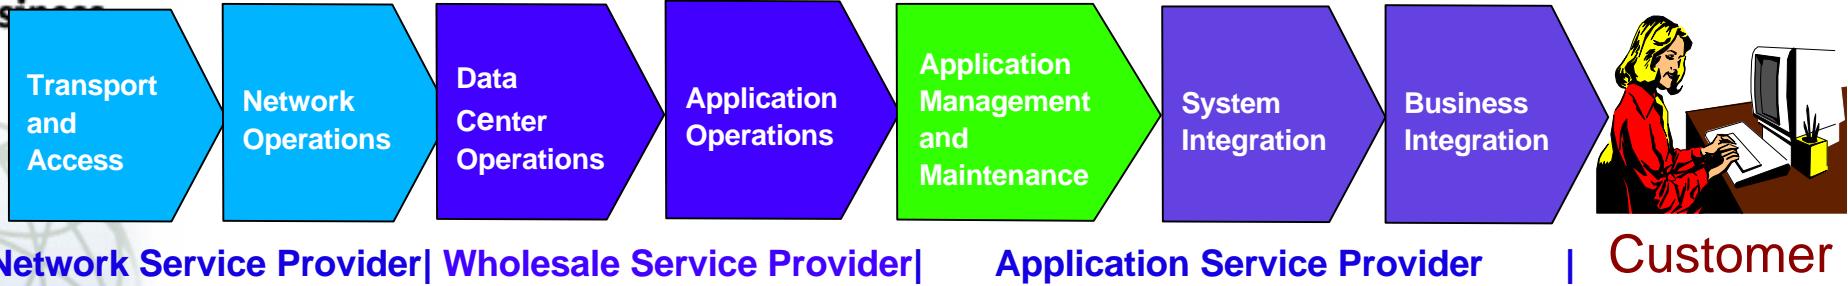 Transport
and
Access
Network
Operations
Data
Center
Operations
Application
Operations
Application
Management
and
Maintenance
System
Integration
Business
Integration
Network Service Provider| Wholesale Service Provider| Application Service Provider |
Customer